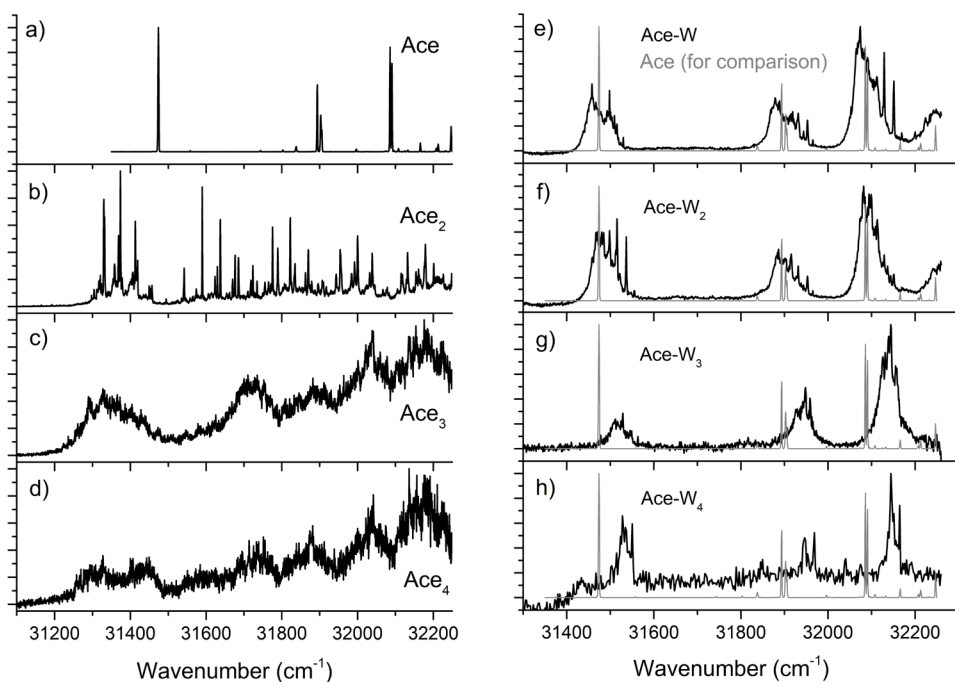 a)
Ace
b)
Ace₂
c)
Ace₃
d)
Ace₄
31200 31400 31600 31800 32000 32200
Wavenumber (cm⁻¹)
e)
Ace-W
Ace (for comparison)
f)
Ace-W₂
g)
Ace-W₃
h)
Ace-W₄
31400 31600 31800 32000 32200
Wavenumber (cm⁻¹)